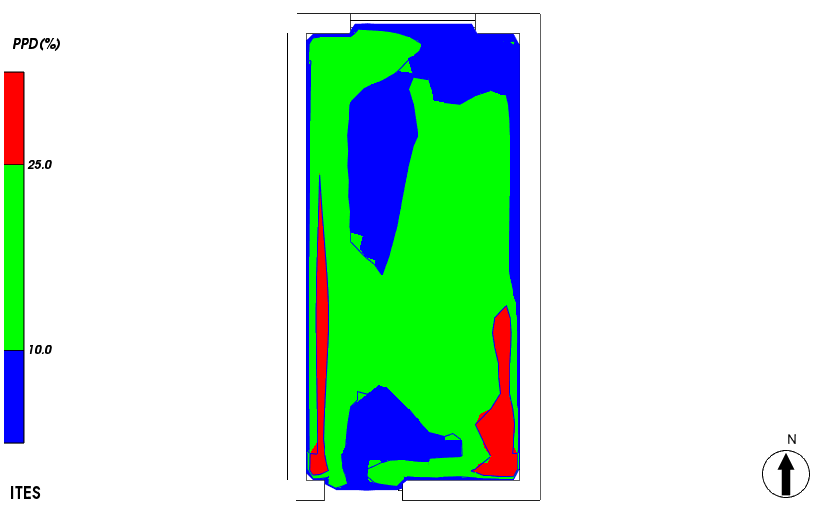 PPD(%)
25.0
10.0
ITES
N